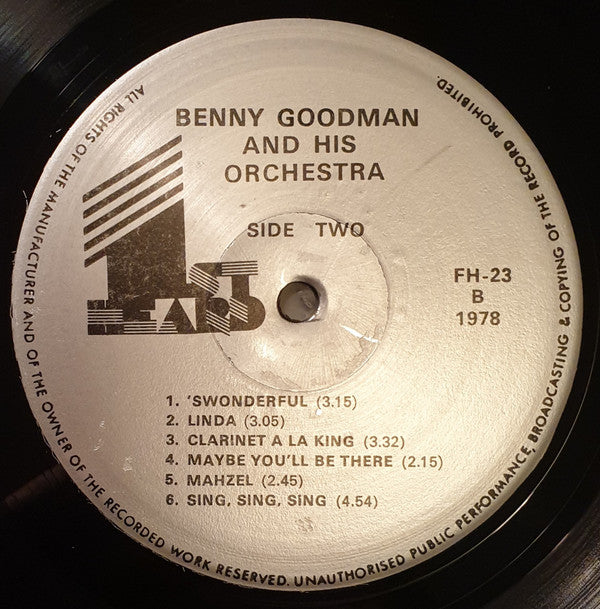 BENNY GOODMAN
AND HIS
ORCHESTRA
SIDE TWO
1ST
HEARD
FH-23
B
1978
1. 'SWONDERFUL (3.15)
2. LINDA (3.05)
3. CLARINET A LA KING (3.32)
4. MAYBE YOU'LL BE THERE (2.15)
5. MAHZEL (2.45)
6. SING, SING, SING (4.54)
ALL RIGHTS OF THE MANUFACTURER AND OF THE OWNER OF THE RECORDED WORK RESERVED. UNAUTHORISED PUBLIC PERFORMANCE, BROADCASTING & COPYING OF THE RECORD PROHIBITED.